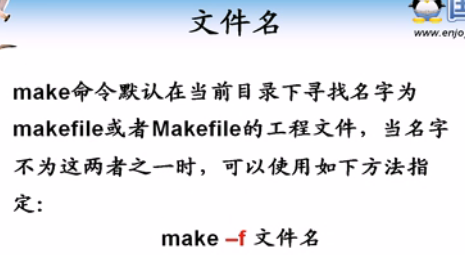 文件名
www.enjo
make命令默认在当前目录下寻找名字为
makefile或者Makefile的工程文件，当名字
不为这两者之一时，可以使用如下方法指
定：
make –f 文件名